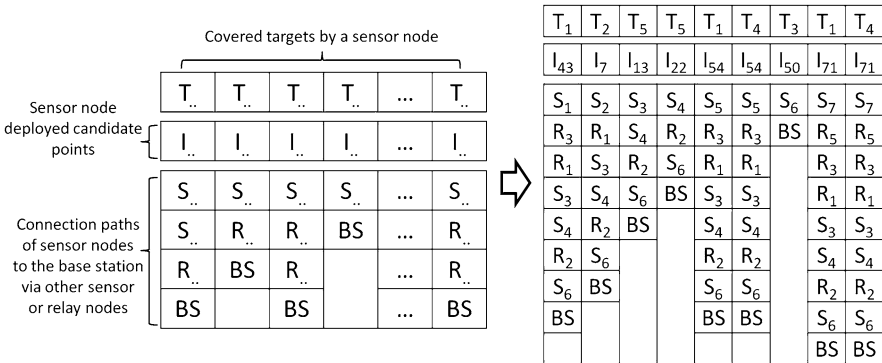 Covered targets by a sensor node
T.. T.. T.. T.. ... T..
Sensor node
deployed candidate
points
I.. I.. I.. I.. ... I..
Connection paths
of sensor nodes
to the base station
via other sensor
or relay nodes
S.. S.. S.. S.. ... S..
S.. R.. R.. BS ... R..
R.. BS R.. ... R..
BS BS ... BS
T₁ T₂ T₅ T₅ T₁ T₄ T₃ T₁ T₄
I₄₃ I₇ I₁₃ I₂₂ I₅₄ I₅₄ I₅₀ I₇₁ I₇₁
S₁ S₂ S₃ S₄ S₅ S₅ S₆ S₇ S₇
R₃ R₁ S₄ R₂ R₃ R₃ BS R₅ R₅
R₁ S₃ R₂ S₆ R₁ R₁ R₃ R₃
S₃ S₄ S₆ BS S₃ S₃ R₁ R₁
S₄ R₂ BS S₄ S₄ S₃ S₃
R₂ S₆ R₂ R₂ S₄ S₄
S₆ BS S₆ S₆ R₂ R₂
BS BS BS S₆ S₆
BS BS